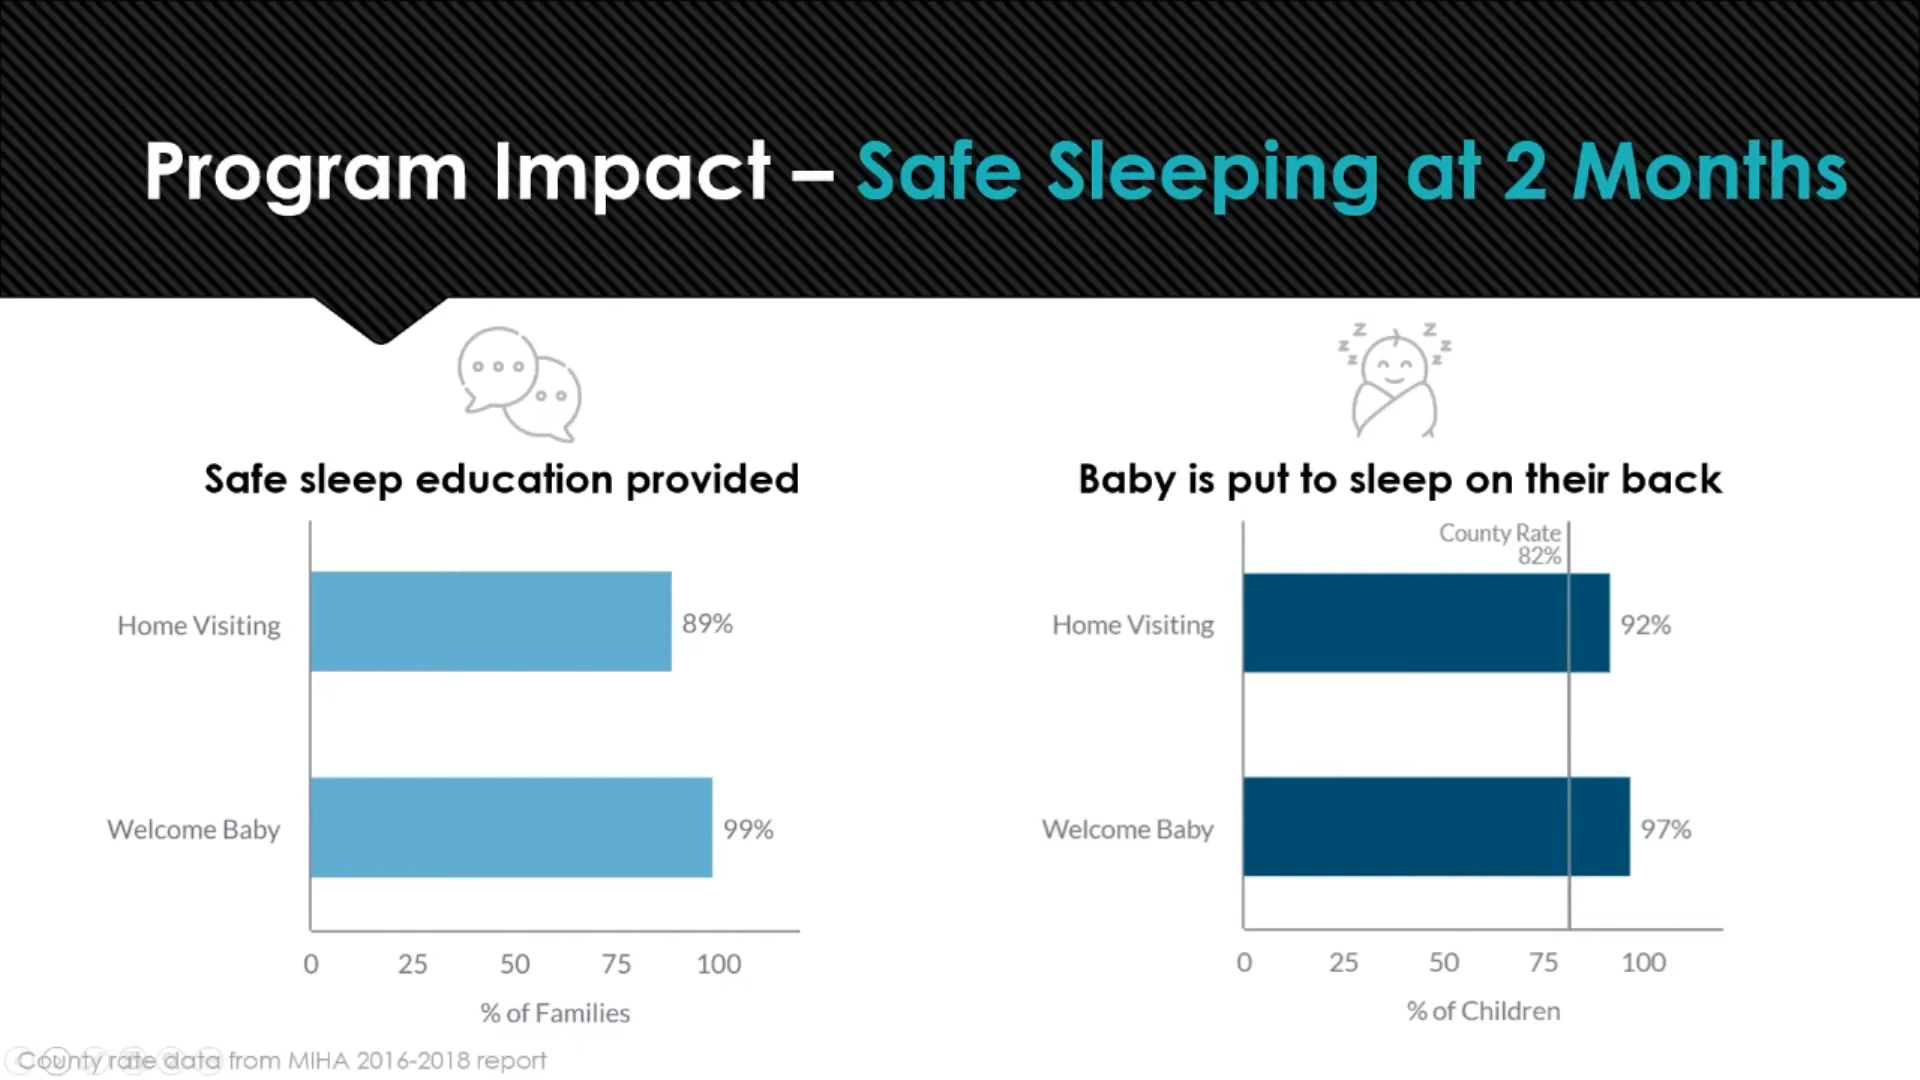 Program Impact – Safe Sleeping at 2 Months
Safe sleep education provided
Home Visiting
89%
Welcome Baby
99%
0 25 50 75 100
% of Families
Baby is put to sleep on their back
County Rate
82%
Home Visiting
92%
Welcome Baby
97%
0 25 50 75 100
% of Children
County rate data from MIHA 2016-2018 report